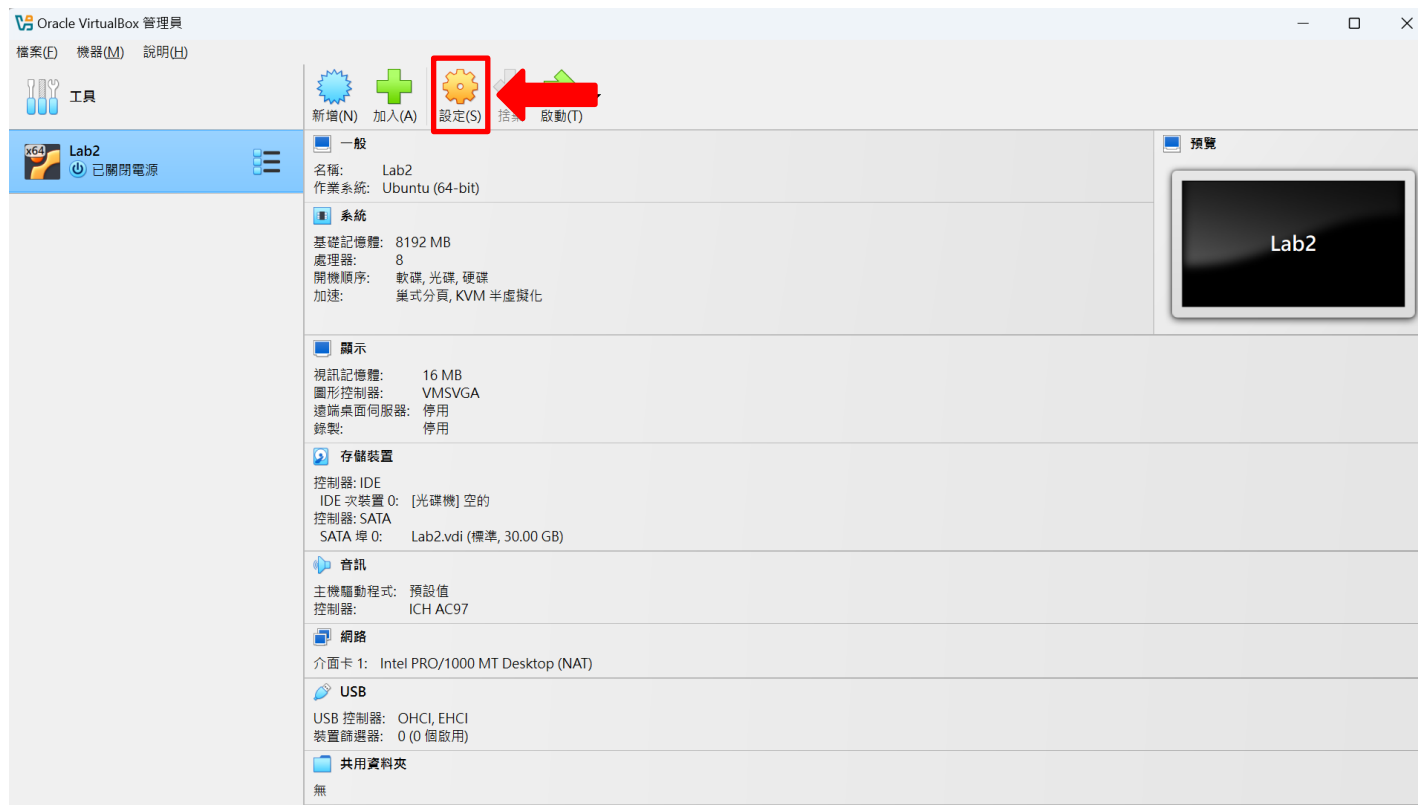 Oracle VirtualBox 管理員
檔案(F) 機器(M) 說明(H)
工具
新增(N) 加入(A) 設定(S) 啟動(T)
x64 Lab2
已關閉電源
一般
名稱: Lab2
作業系統: Ubuntu (64-bit)
系統
基礎記憶體: 8192 MB
處理器: 8
開機順序: 軟碟, 光碟, 硬碟
加速: 巢式分頁, KVM 半虛擬化
預覽
Lab2
顯示
視訊記憶體: 16 MB
圖形控制器: VMSVGA
遠端桌面伺服器: 停用
錄製: 停用
存儲裝置
控制器: IDE
IDE 次裝置 0: [光碟機] 空的
控制器: SATA
SATA 埠 0: Lab2.vdi (標準, 30.00 GB)
音訊
主機驅動程式: 預設值
控制器: ICH AC97
網路
介面卡 1: Intel PRO/1000 MT Desktop (NAT)
USB
USB 控制器: OHCI, EHCI
裝置篩選器: 0 (0 個啟用)
共用資料夾
無